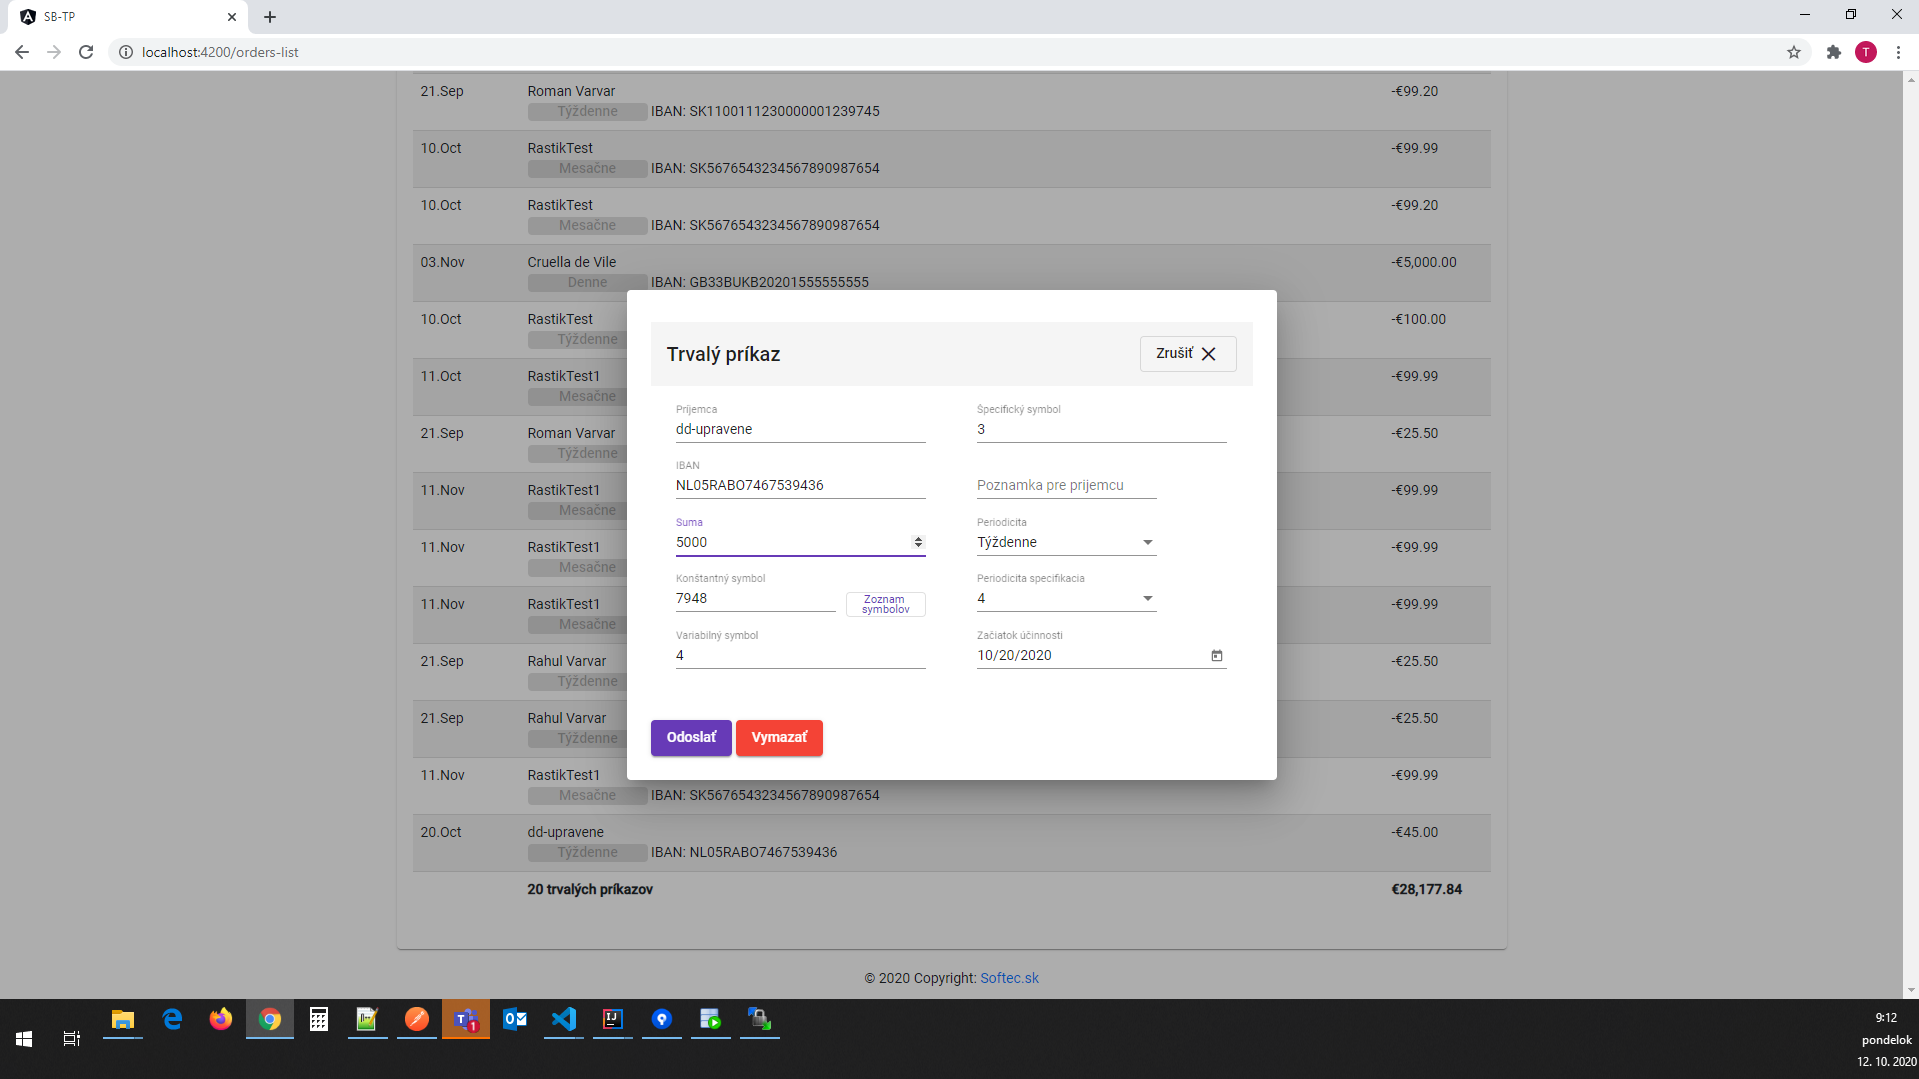 SB-TP
localhost:4200/orders-list
T
21.Sep Roman Varvar -€99.20
Týždenne IBAN: SK1100111230000001239745
10.Oct RastikTest -€99.99
Mesačne IBAN: SK5676543234567890987654
10.Oct RastikTest -€99.20
Mesačne IBAN: SK5676543234567890987654
03.Nov Cruella de Vile -€5,000.00
Denne IBAN: GB33BUKB20201555555555
10.Oct RastikTest -€100.00
Týždenne
11.Oct RastikTest1 -€99.99
Mesačne
21.Sep Roman Varvar -€25.50
Týždenne
11.Nov RastikTest1 -€99.99
Mesačne
11.Nov RastikTest1 -€99.99
Mesačne
11.Nov RastikTest1 -€99.99
Mesačne
21.Sep Rahul Varvar -€25.50
Týždenne
21.Sep Rahul Varvar -€25.50
Týždenne
11.Nov RastikTest1 -€99.99
Mesačne IBAN: SK5676543234567890987654
20.Oct dd-upravene -€45.00
Týždenne IBAN: NL05RABO7467539436
20 trvalých príkazov €28,177.84
Trvalý príkaz
Zrušiť
Príjemca
dd-upravene
Špecifický symbol
3
IBAN
NL05RABO7467539436
Poznamka pre prijemcu
Suma
5000
Periodicita
Týždenne
Konštantný symbol
7948
Zoznam
symbolov
Periodicita specifikacia
4
Variabilný symbol
4
Začiatok účinnosti
10/20/2020
Odoslať
Vymazať
© 2020 Copyright: Softec.sk
1
IJ
9:12
pondelok
12. 10. 2020